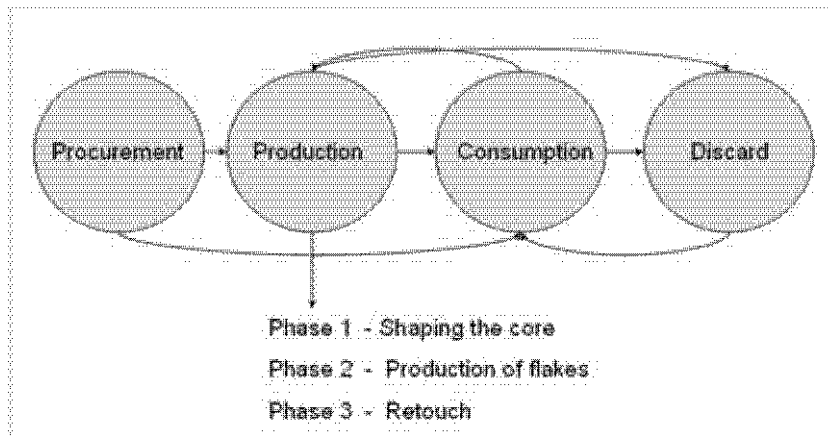 Procurement Production Consumption Discard
Phase 1 - Shaping the core
Phase 2 - Production of flakes
Phase 3 - Retouch